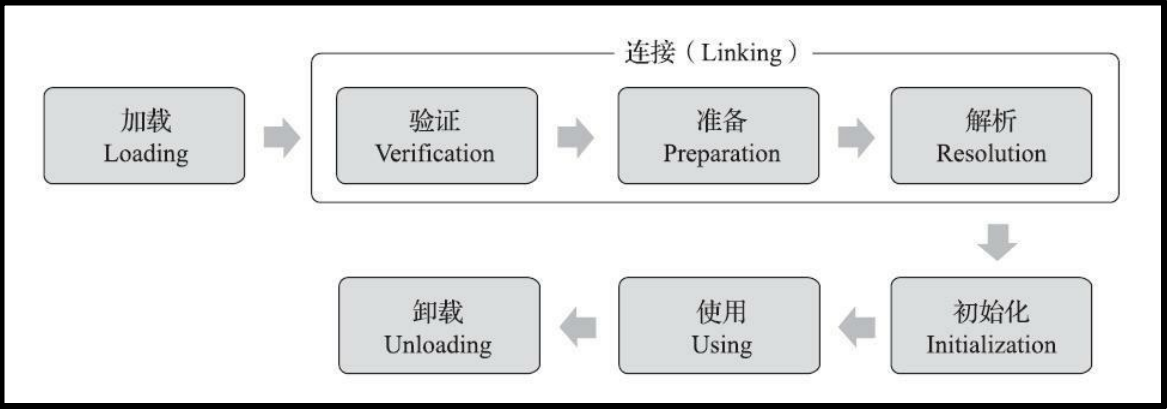 连接（Linking）
加载
Loading
验证
Verification
准备
Preparation
解析
Resolution
初始化
Initialization
使用
Using
卸载
Unloading